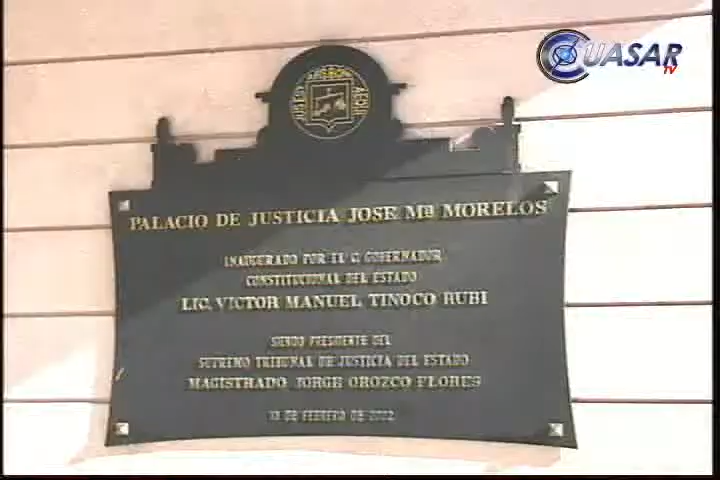 CUASAR TV
PALACIO DE JUSTICIA JOSE Mª MORELOS
INAUGURADO POR EL C. GOBERNADOR
CONSTITUCIONAL DEL ESTADO
LIC. VICTOR MANUEL TINOCO RUBI
SIENDO PRESIDENTE DEL
SUPREMO TRIBUNAL DE JUSTICIA DEL ESTADO
MAGISTRADO JORGE OROZCO FLORES
DE FEBRERO DE 2002